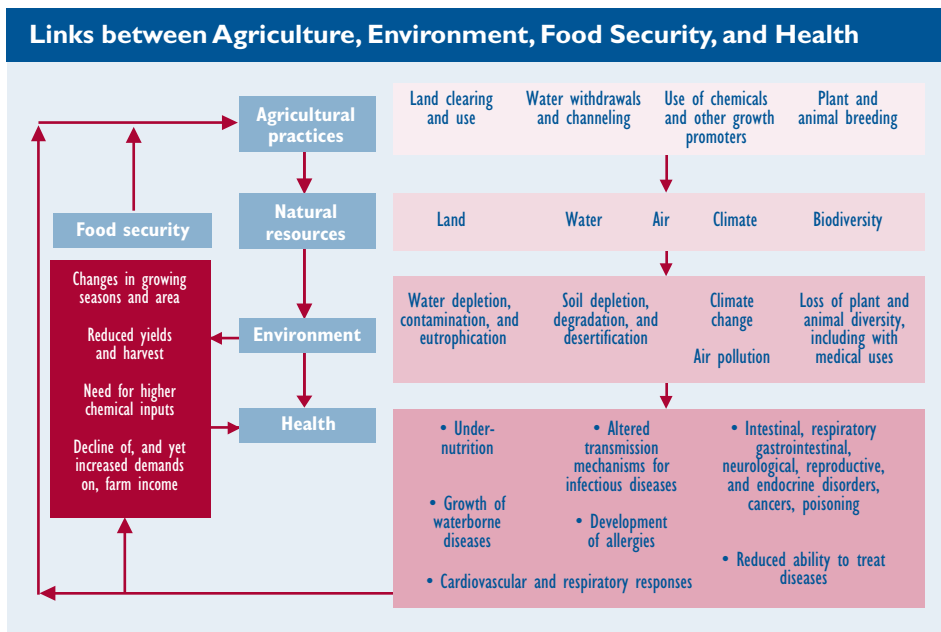 Links between Agriculture, Environment, Food Security, and Health
Agricultural
practices
Land clearing
and use
Water withdrawals
and channeling
Use of chemicals
and other growth
promoters
Plant and
animal breeding
Natural
resources
Land
Water
Air
Climate
Biodiversity
Food security
Changes in growing
seasons and area
Reduced yields
and harvest
Need for higher
chemical inputs
Decline of, and yet
increased demands
on, farm income
Environment
Water depletion,
contamination, and
eutrophication
Soil depletion,
degradation, and
desertification
Climate
change
Air pollution
Loss of plant and
animal diversity,
including with
medical uses
Health
• Under-
nutrition
• Growth of
waterborne
diseases
• Altered
transmission
mechanisms for
infectious diseases
• Development
of allergies
• Cardiovascular and respiratory responses
• Intestinal, respiratory
gastrointestinal,
neurological, reproductive,
and endocrine disorders,
cancers, poisoning
• Reduced ability to treat
diseases